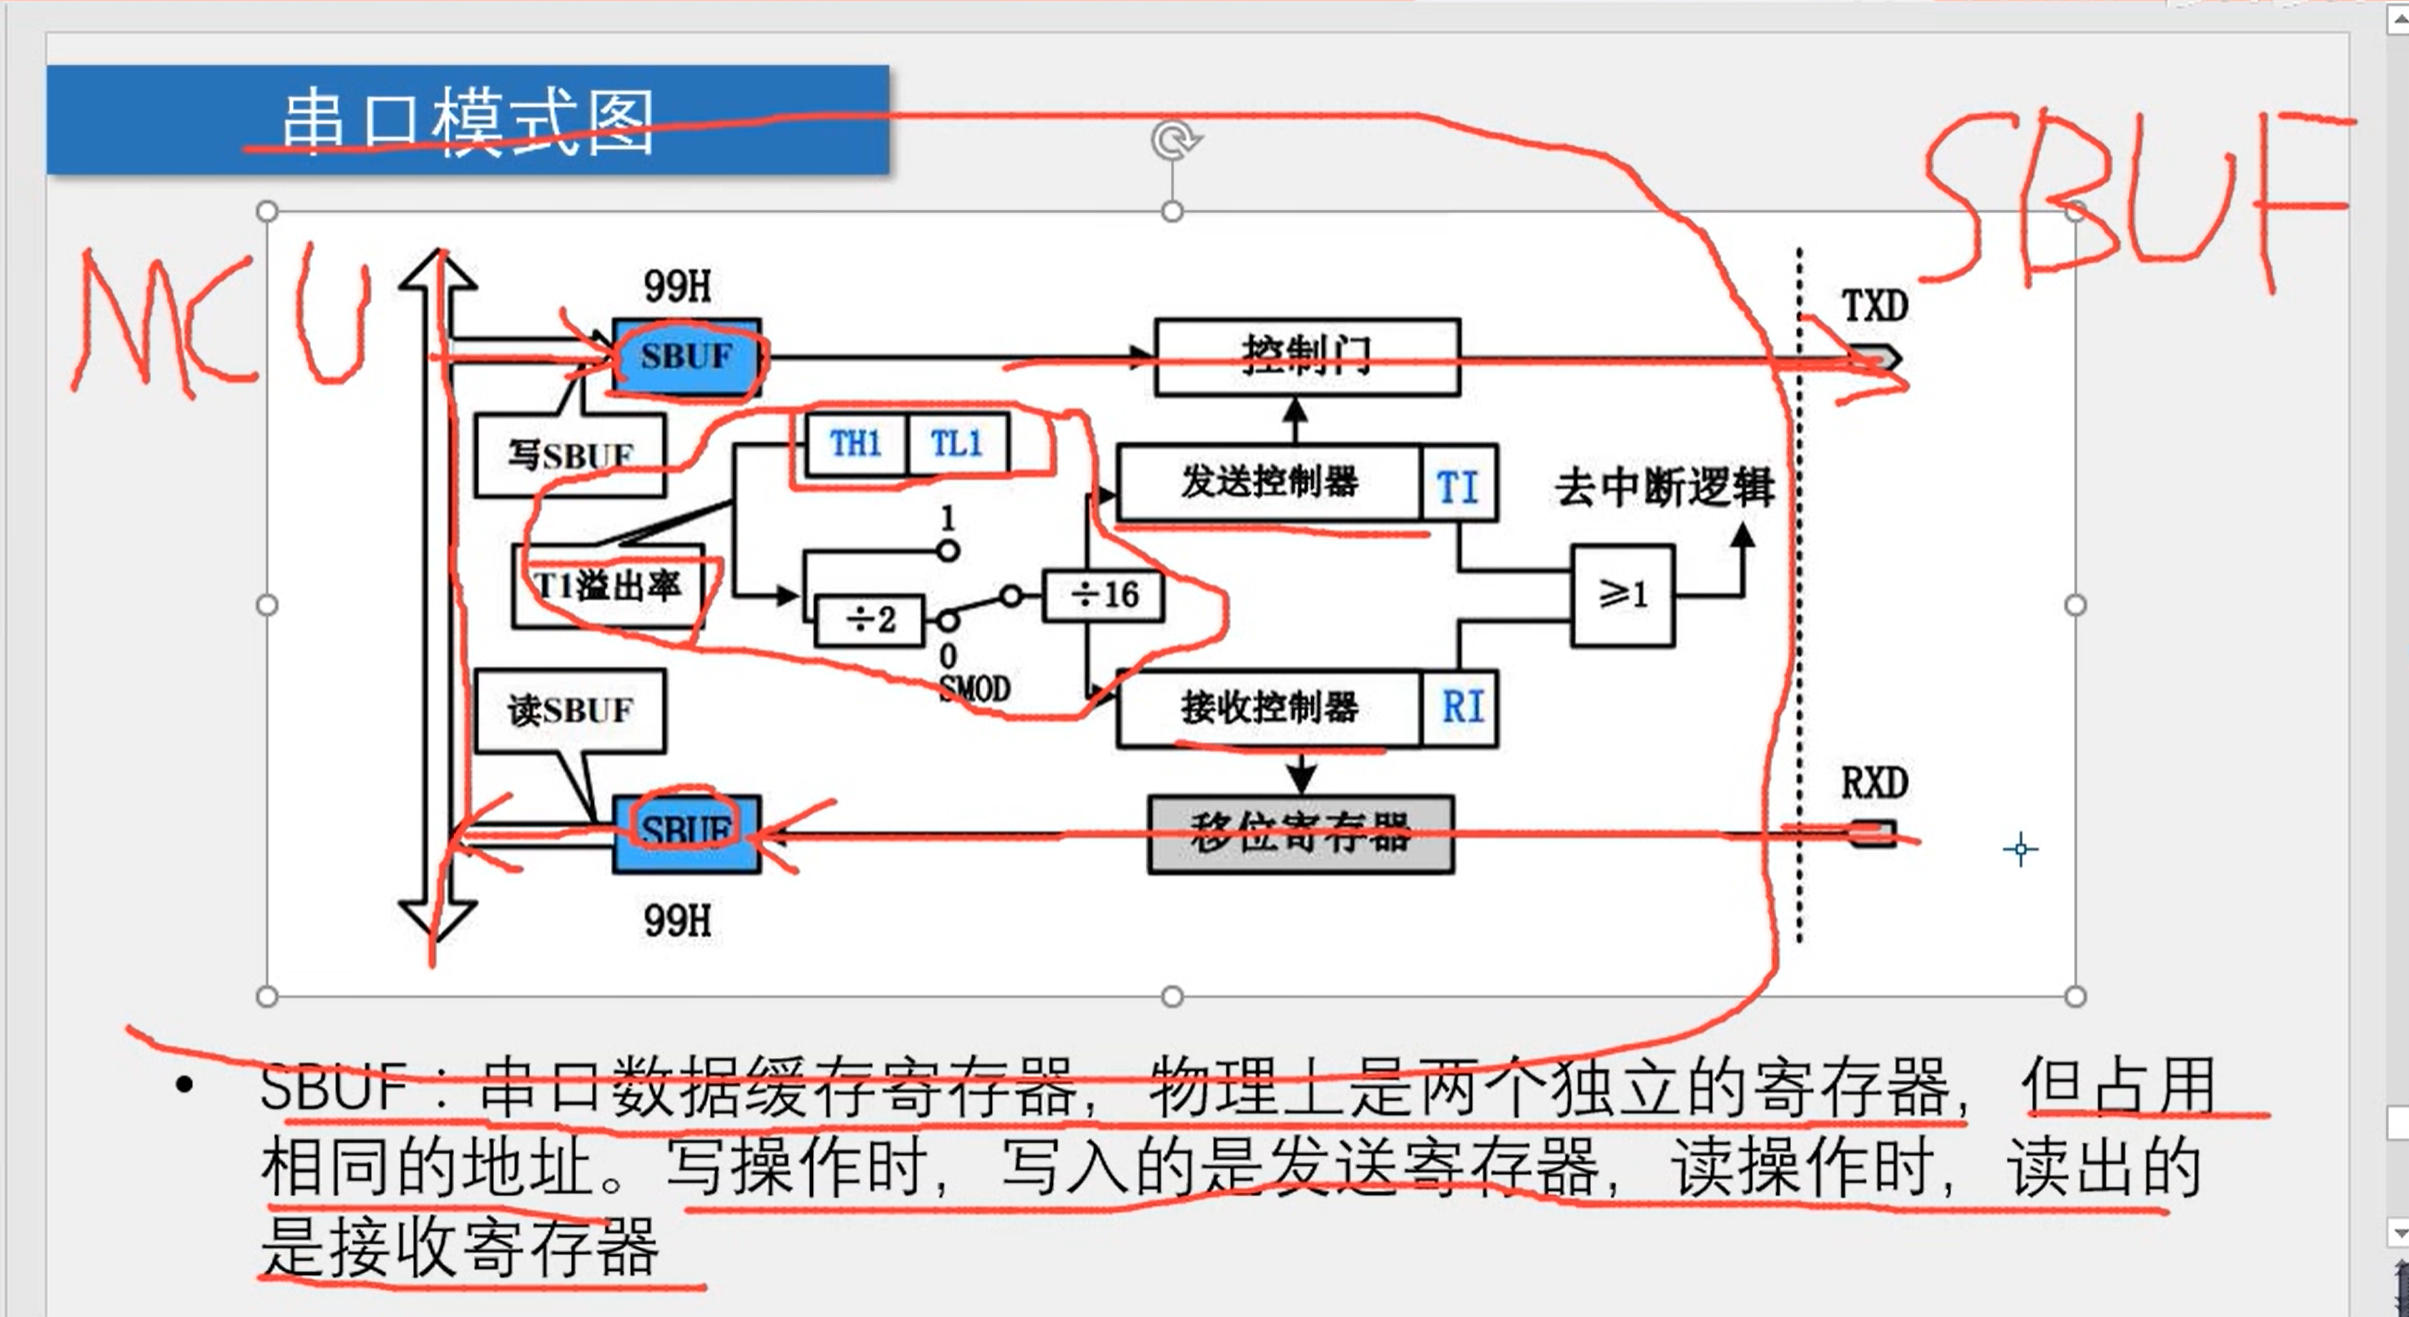 串口模式图
SBUF
MCU
99H
TXD
SBUF
控制门
写SBUF
TH1 TL1
发送控制器 TI
去中断逻辑
1
T1溢出率
÷2
÷16
≥1
0
SMOD
读SBUF
接收控制器 RI
RXD
SBUF
移位寄存器
99H
• SBUF：串口数据缓存寄存器，物理上是两个独立的寄存器，但占用
相同的地址。写操作时，写入的是发送寄存器，读操作时，读出的
是接收寄存器